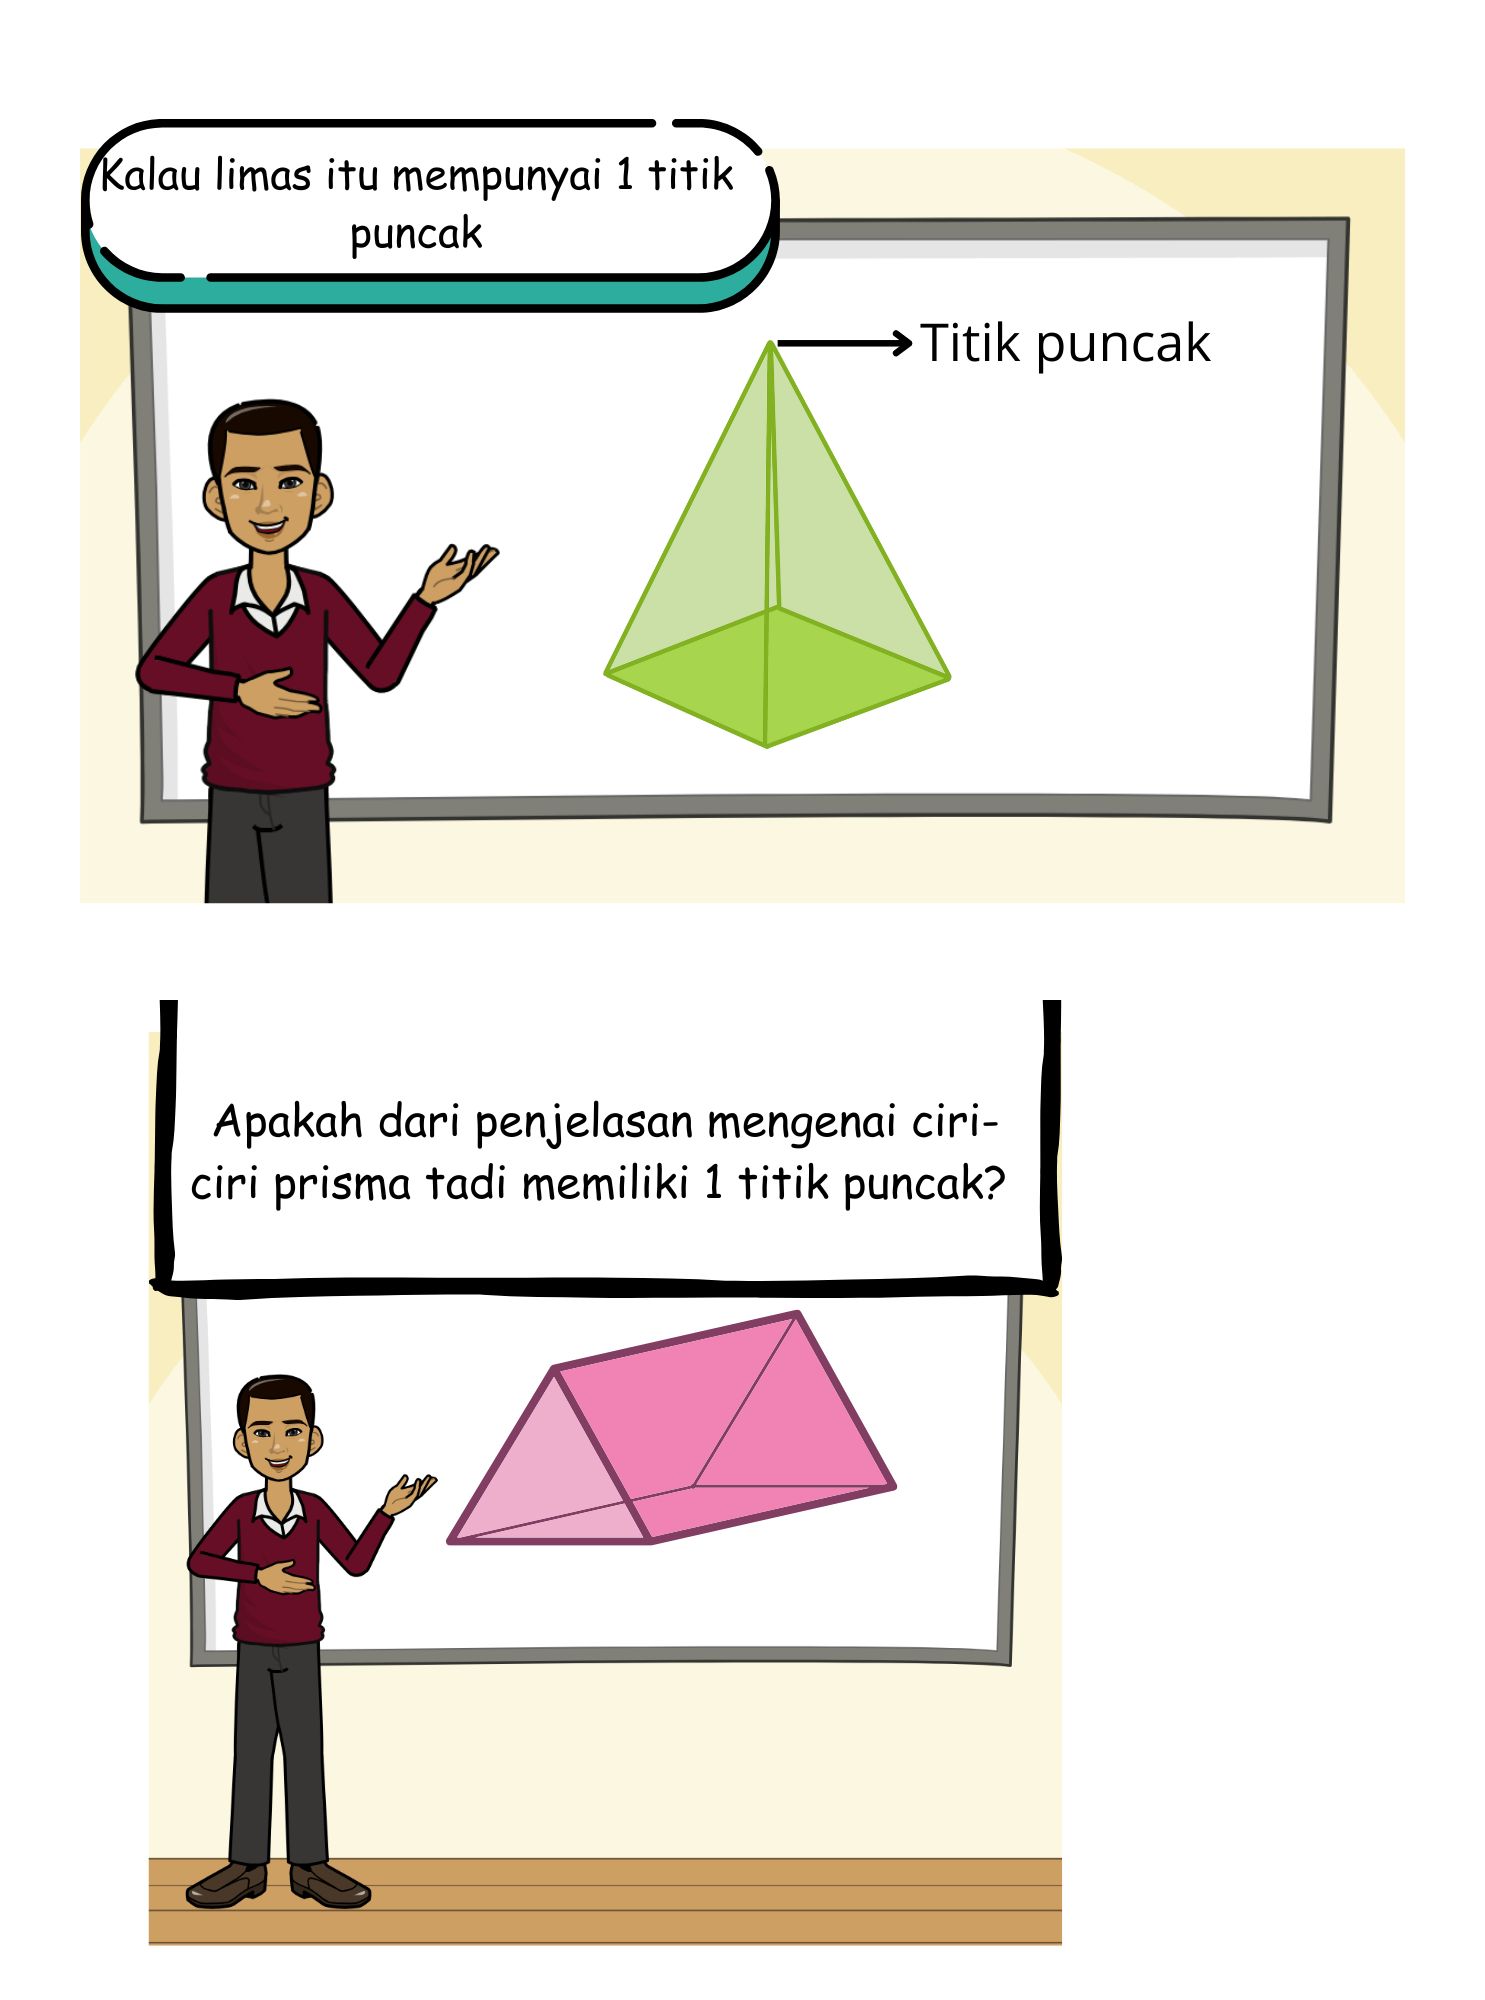 Kalau limas itu mempunyai 1 titik
puncak
Titik puncak
Apakah dari penjelasan mengenai ciri-
ciri prisma tadi memiliki 1 titik puncak?